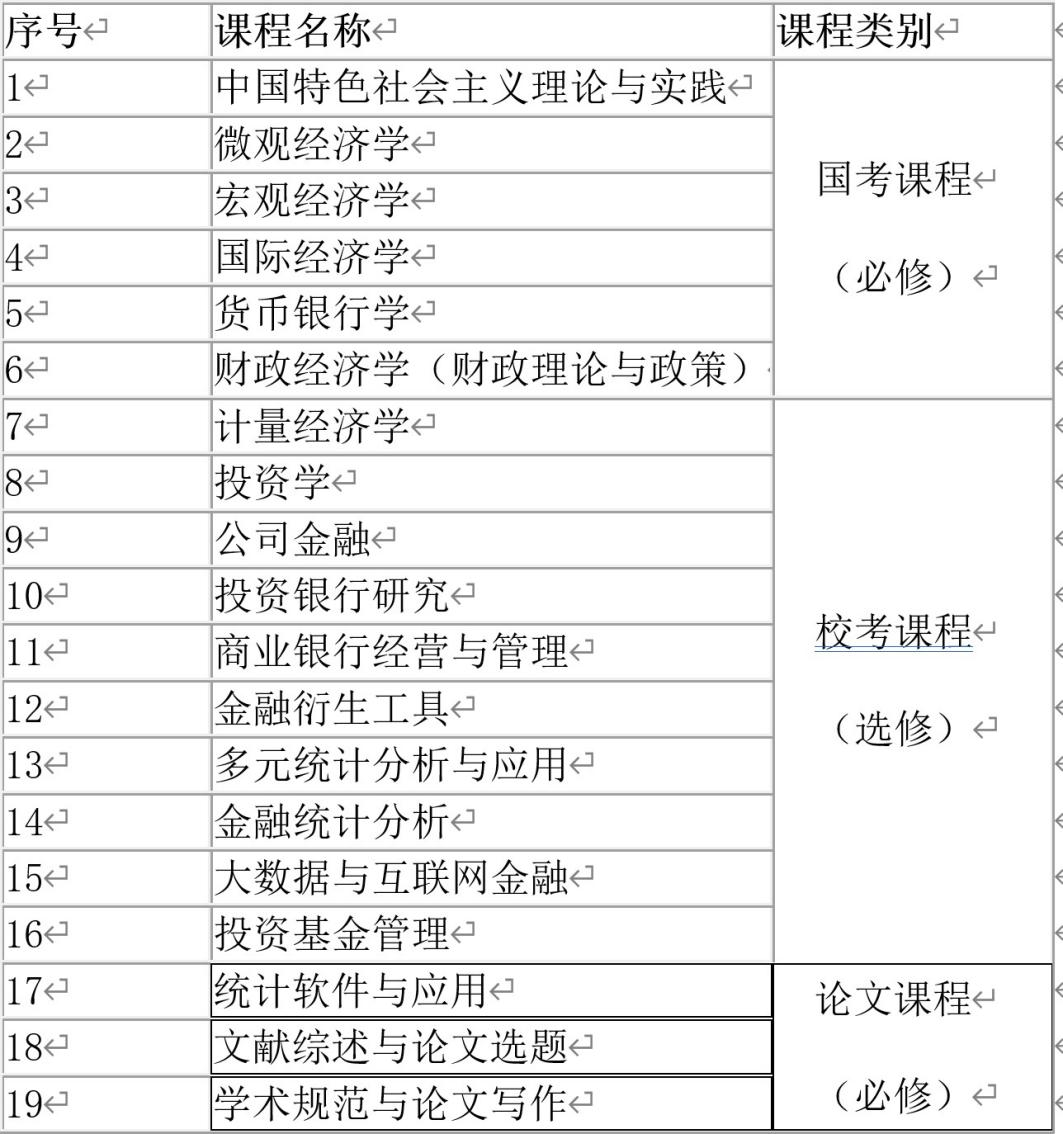 序号 课程名称 课程类别
1 中国特色社会主义理论与实践
2 微观经济学
3 宏观经济学
4 国际经济学
5 货币银行学
6 财政经济学（财政理论与政策）
国考课程
（必修）
7 计量经济学
8 投资学
9 公司金融
10 投资银行研究
11 商业银行经营与管理
12 金融衍生工具
13 多元统计分析与应用
14 金融统计分析
15 大数据与互联网金融
16 投资基金管理
校考课程
（选修）
17 统计软件与应用
18 文献综述与论文选题
19 学术规范与论文写作
论文课程
（必修）